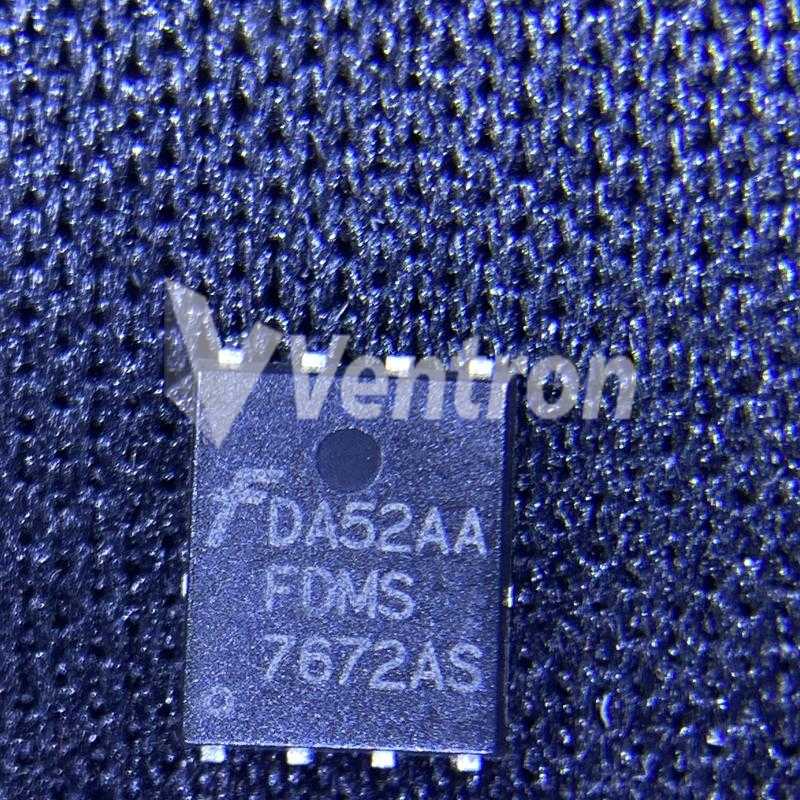 Ventron
DA52AA
FDMS
7672AS